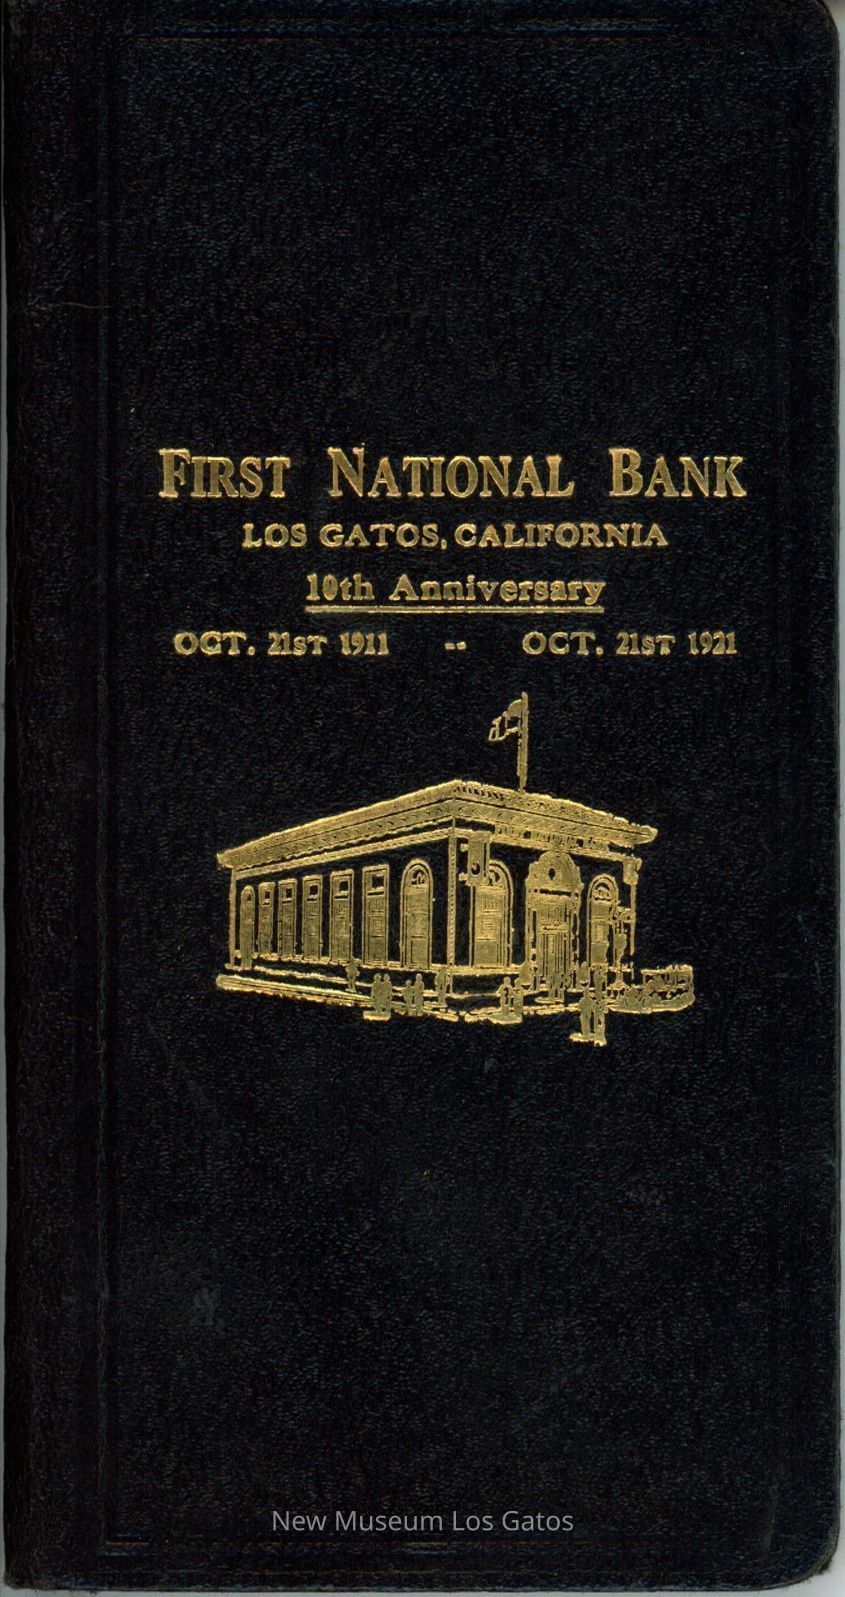 FIRST NATIONAL BANK
LOS GATOS, CALIFORNIA
10th Anniversary
OCT. 21ST 1911 -- OCT. 21ST 1921
New Museum Los Gatos